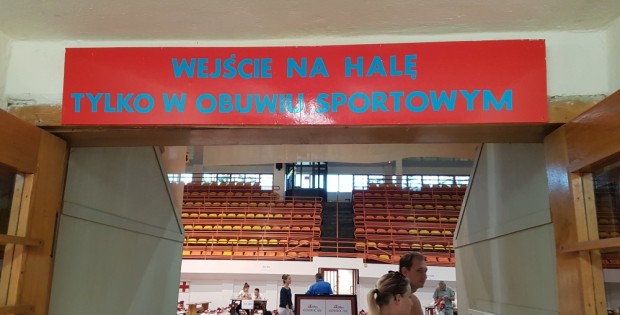 WEJŚCIE NA HALĘ
TYLKO W OBUWIU SPORTOWYM